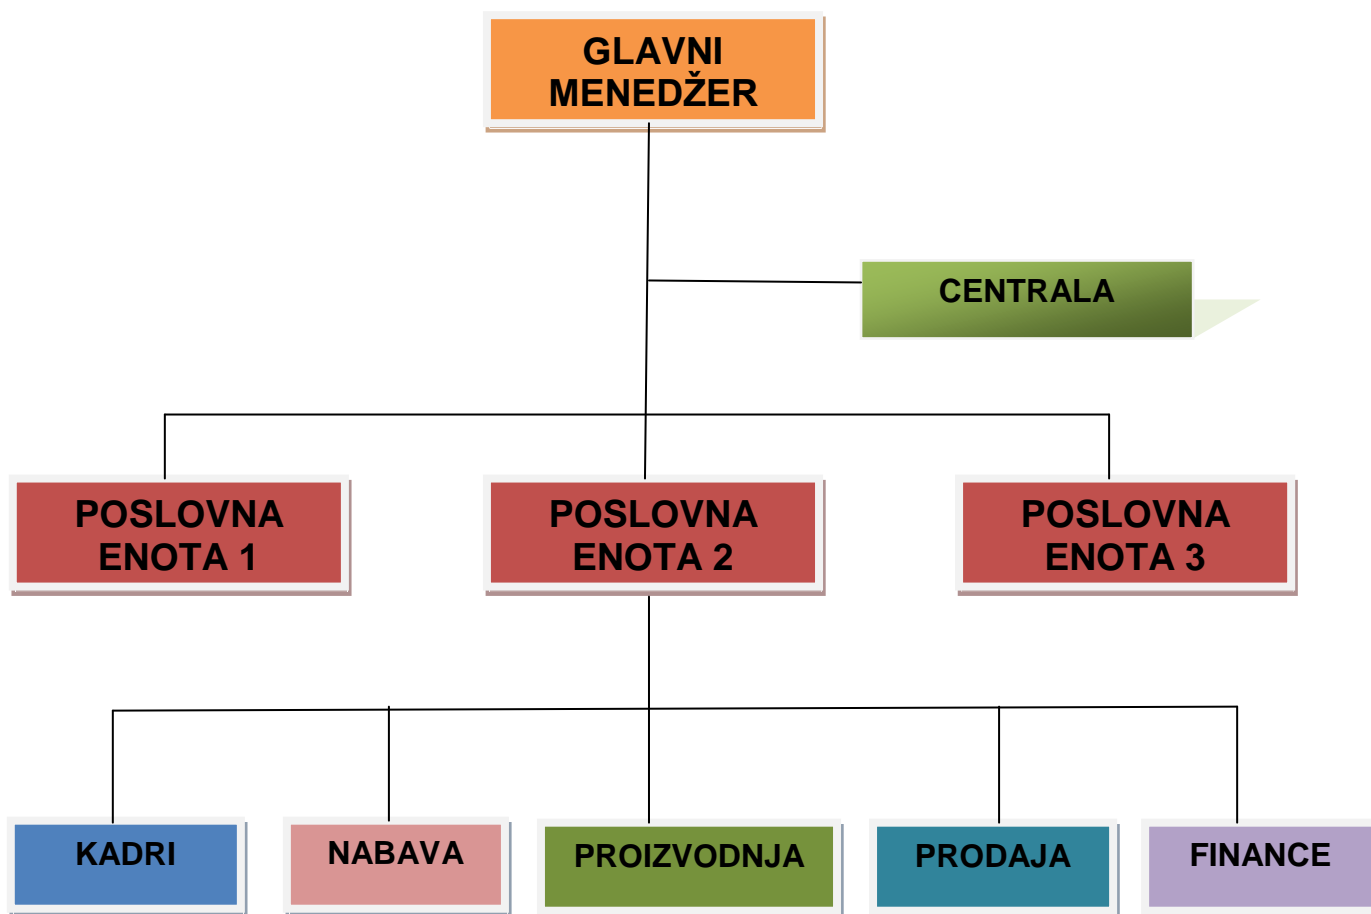 GLAVNI
MENEDŽER
CENTRALA
POSLOVNA
ENOTA 1
POSLOVNA
ENOTA 2
POSLOVNA
ENOTA 3
KADRI
NABAVA
PROIZVODNJA
PRODAJA
FINANCE